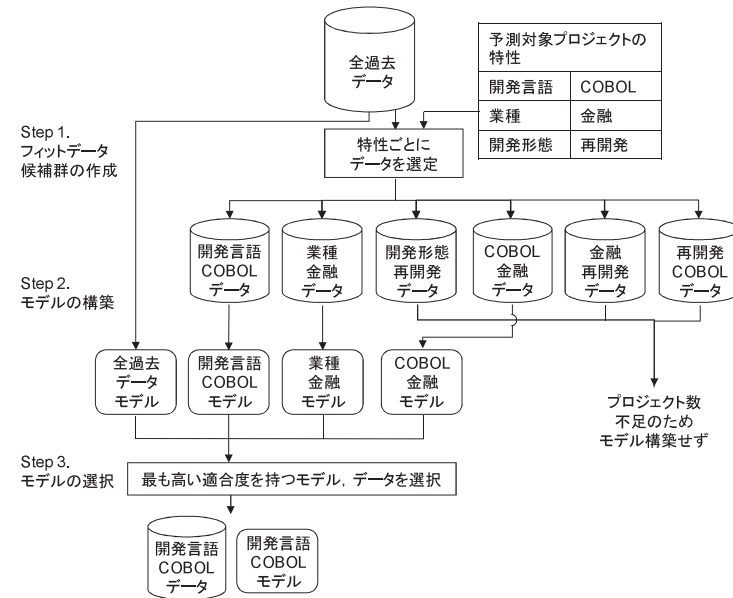 全過去
データ
予測対象プロジェクトの
特性
開発言語 COBOL
業種 金融
開発形態 再開発
Step 1.
フィットデータ
候補群の作成
特性ごとに
データを選定
開発言語
COBOL
データ
業種
金融
データ
開発形態
再開発
データ
COBOL
金融
データ
金融
再開発
データ
再開発
COBOL
データ
Step 2.
モデルの構築
全過去
データ
モデル
開発言語
COBOL
モデル
業種
金融
モデル
COBOL
金融
モデル
プロジェクト数
不足のため
モデル構築せず
Step 3.
モデルの選択
最も高い適合度を持つモデル，データを選択
開発言語
COBOL
データ
開発言語
COBOL
モデル